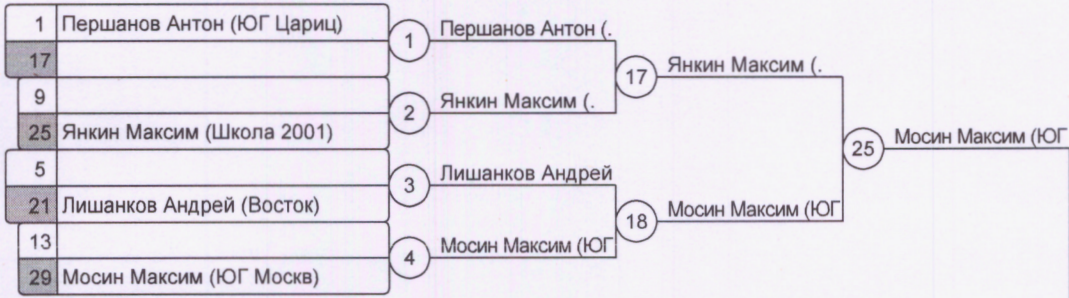 1 Першанов Антон (ЮГ Цариц)
17
9
25 Янкин Максим (Школа 2001)
5
21 Лишанков Андрей (Восток)
13
29 Мосин Максим (ЮГ Москв)
1 Першанов Антон (.
2 Янкин Максим (.
3 Лишанков Андрей
4 Мосин Максим (ЮГ
17 Янкин Максим (.
18 Мосин Максим (ЮГ
25 Мосин Максим (ЮГ